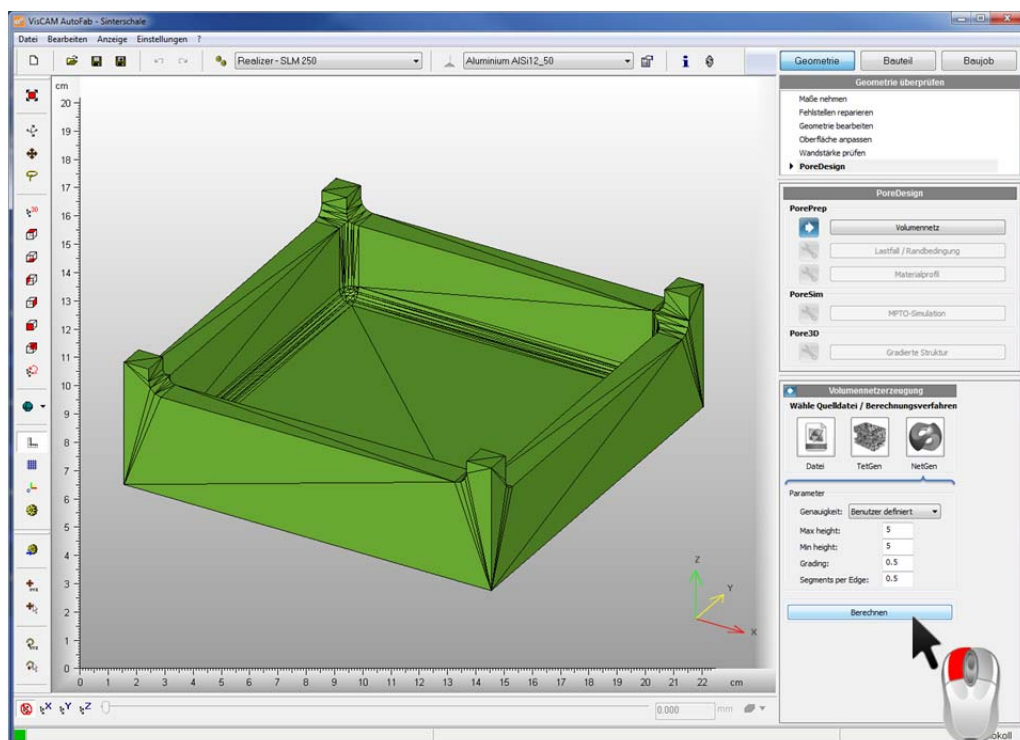 VisCAM AutoFab - Sinterschale
Datei Bearbeiten Anzeige Einstellungen ?
Realizer - SLM 250 Aluminium AlSi12_50 Geometrie Bauteil Baujob
Geometrie überprüfen
Maße nehmen
Fehlstellen reparieren
Geometrie bearbeiten
Oberfläche anpassen
Wandstärke prüfen
PoreDesign
PoreDesign
PorePrep
Volumennetz
Lastfall / Randbedingung
Materialprofil
PoreSim
MPTO-Simulation
Pore3D
Gradierte Struktur
Volumennetzerzeugung
Wähle Quelldatei / Berechnungsverfahren
Datei TetGen NetGen
Parameter
Genauigkeit: Benutzer definiert
Max height: 5
Min height: 5
Grading: 0.5
Segments per Edge: 0.5
Berechnen
cm
20
19
18
17
16
15
14
13
12
11
10
9
8
7
6
5
4
3
2
1
0
Z
Y
X
0 1 2 3 4 5 6 7 8 9 10 11 12 13 14 15 16 17 18 19 20 21 22 cm
X Y Z 0.000 mm